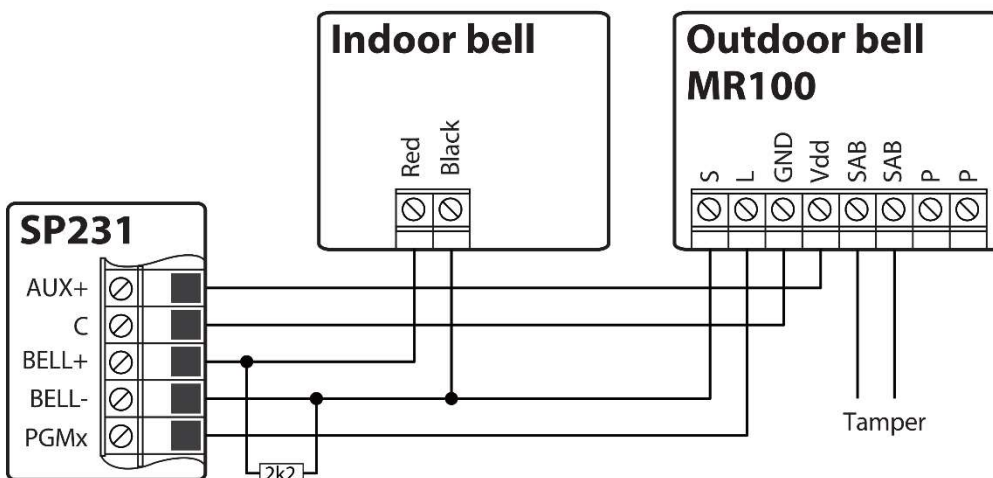 Indoor bell
Red
Black
Outdoor bell
MR100
S
L
GND
Vdd
SAB
SAB
P
P
SP231
AUX+
C
BELL+
BELL-
PGMx
2k2
Tamper